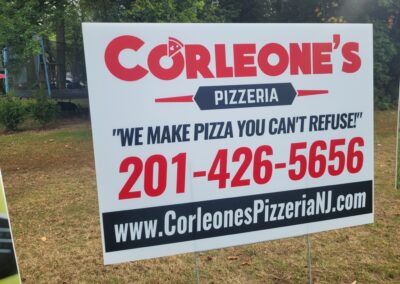 CORLEONE'S
PIZZERIA
"WE MAKE PIZZA YOU CAN'T REFUSE!"
201-426-5656
www.CorleonesPizzeriaNJ.com